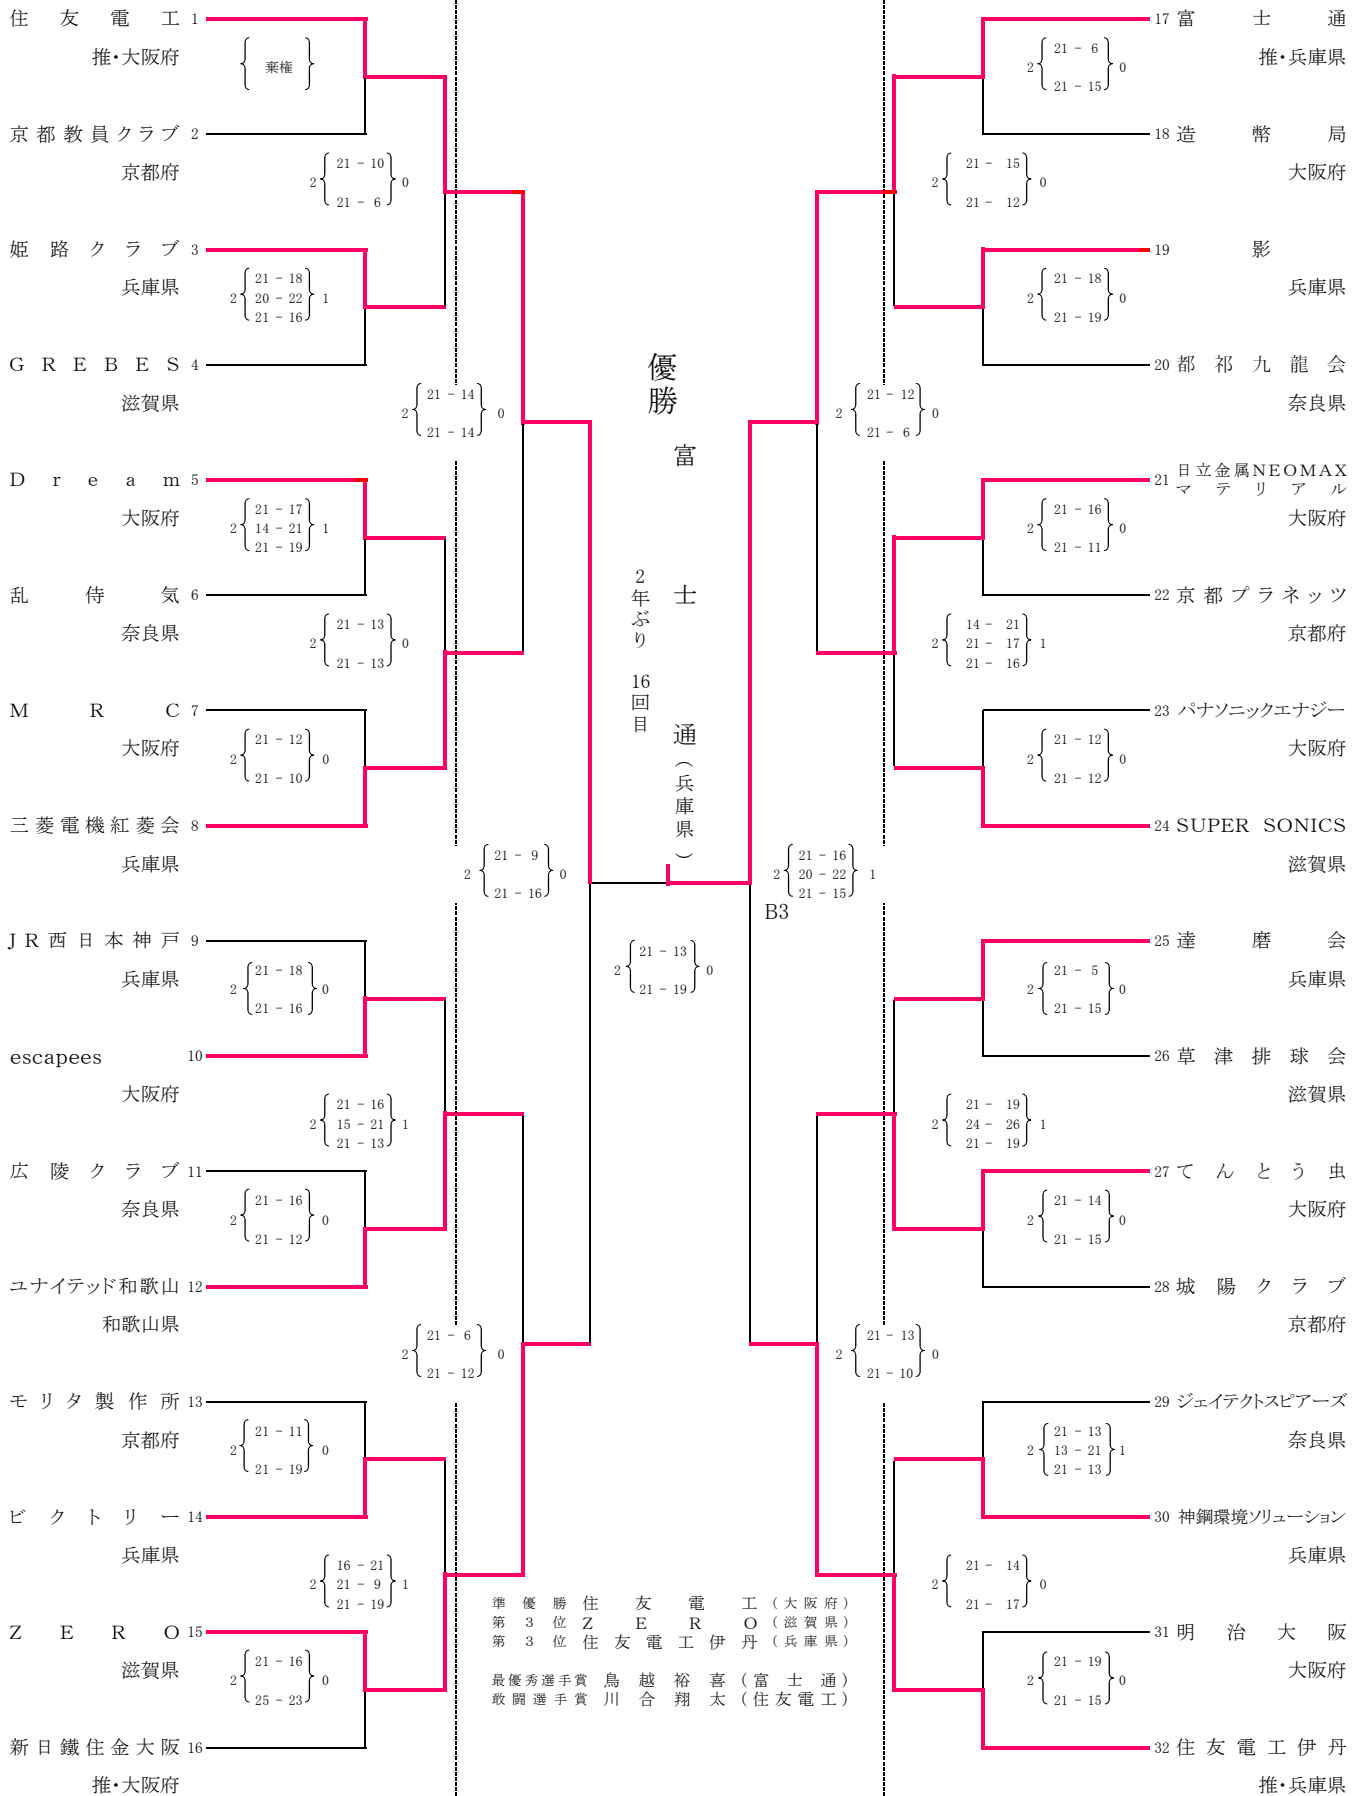 住友電工 1
推・大阪府
棄権
京都教員クラブ 2
京都府
2 21 - 10 0
21 - 6
姫路クラブ 3
兵庫県
21 - 18
2 20 - 22 1
21 - 16
GREBES 4
滋賀県
21 - 14
2 0
21 - 14
Dream 5
大阪府
21 - 17
2 14 - 21 1
21 - 19
乱侍気 6
奈良県
21 - 13
2 0
21 - 13
MRC 7
大阪府
21 - 12
2 0
21 - 10
三菱電機紅菱会 8
兵庫県
21 - 9
2 0
21 - 16
JR西日本神戸 9
兵庫県
21 - 18
2 0
21 - 16
escapees 10
大阪府
21 - 16
2 15 - 21 1
21 - 13
広陵クラブ 11
奈良県
21 - 16
2 0
21 - 12
ユナイテッド和歌山 12
和歌山県
21 - 6
2 0
21 - 12
モリタ製作所 13
京都府
21 - 11
2 0
21 - 19
ビクトリー 14
兵庫県
16 - 21
2 21 - 9 1
21 - 19
ZERO 15
滋賀県
21 - 16
2 0
25 - 23
新日鐵住金大阪 16
推・大阪府
優勝
富士通(兵庫県)
2年ぶり 16回目
21 - 13
2 0
21 - 19
17 富士通
推・兵庫県
21 - 6
2 0
21 - 15
18 造幣局
大阪府
21 - 15
2 0
21 - 12
19 影
兵庫県
21 - 18
2 0
21 - 19
20 都祁九龍会
奈良県
21 - 12
2 0
21 - 6
21 日立金属NEOMAX
マテリアル
大阪府
21 - 16
2 0
21 - 11
22 京都プラネッツ
京都府
14 - 21
2 21 - 17 1
21 - 16
23 パナソニックエナジー
大阪府
21 - 12
2 0
21 - 12
24 SUPER SONICS
滋賀県
21 - 16
2 20 - 22 1
21 - 15
B3
25 達磨会
兵庫県
21 - 5
2 0
21 - 15
26 草津排球会
滋賀県
21 - 19
2 24 - 26 1
21 - 19
27 てんとう虫
大阪府
21 - 14
2 0
21 - 15
28 城陽クラブ
京都府
21 - 13
2 0
21 - 10
29 ジェイテクトスピアーズ
奈良県
21 - 13
2 13 - 21 1
21 - 13
30 神鋼環境ソリューション
兵庫県
21 - 14
2 0
21 - 17
31 明治大阪
大阪府
21 - 19
2 0
21 - 15
32 住友電工伊丹
推・兵庫県
準優勝 住友電工(大阪府)
第3位 ZERO(滋賀県)
第3位 住友電工伊丹(兵庫県)
最優秀選手賞 鳥越裕喜(富士通)
敢闘選手賞 川合翔太(住友電工)